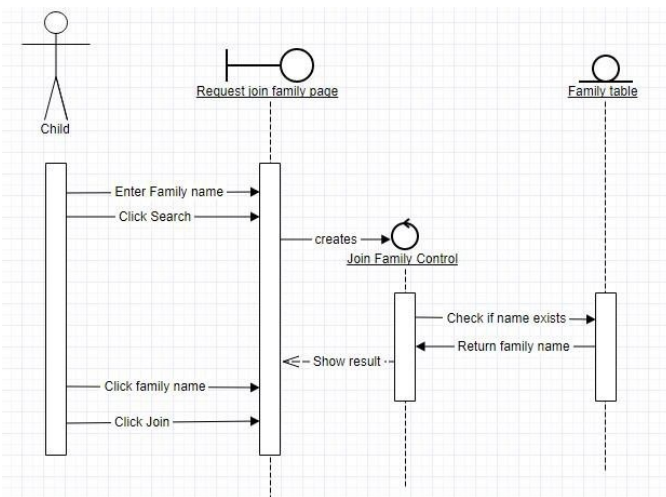 Request join family page
Family table
Child
Enter Family name
Click Search
creates
Join Family Control
Check if name exists
Return family name
Show result
Click family name
Click Join